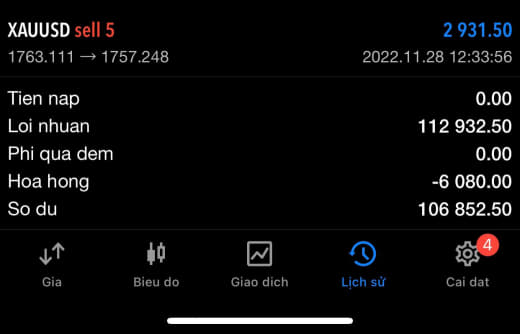 XAUUSD sell 5 2 931.50
1763.111 → 1757.248 2022.11.28 12:33:56
Tien nap 0.00
Loi nhuan 112 932.50
Phi qua dem 0.00
Hoa hong -6 080.00
So du 106 852.50
4
Gia Bieu do Giao dich Lịch sử Cai dat